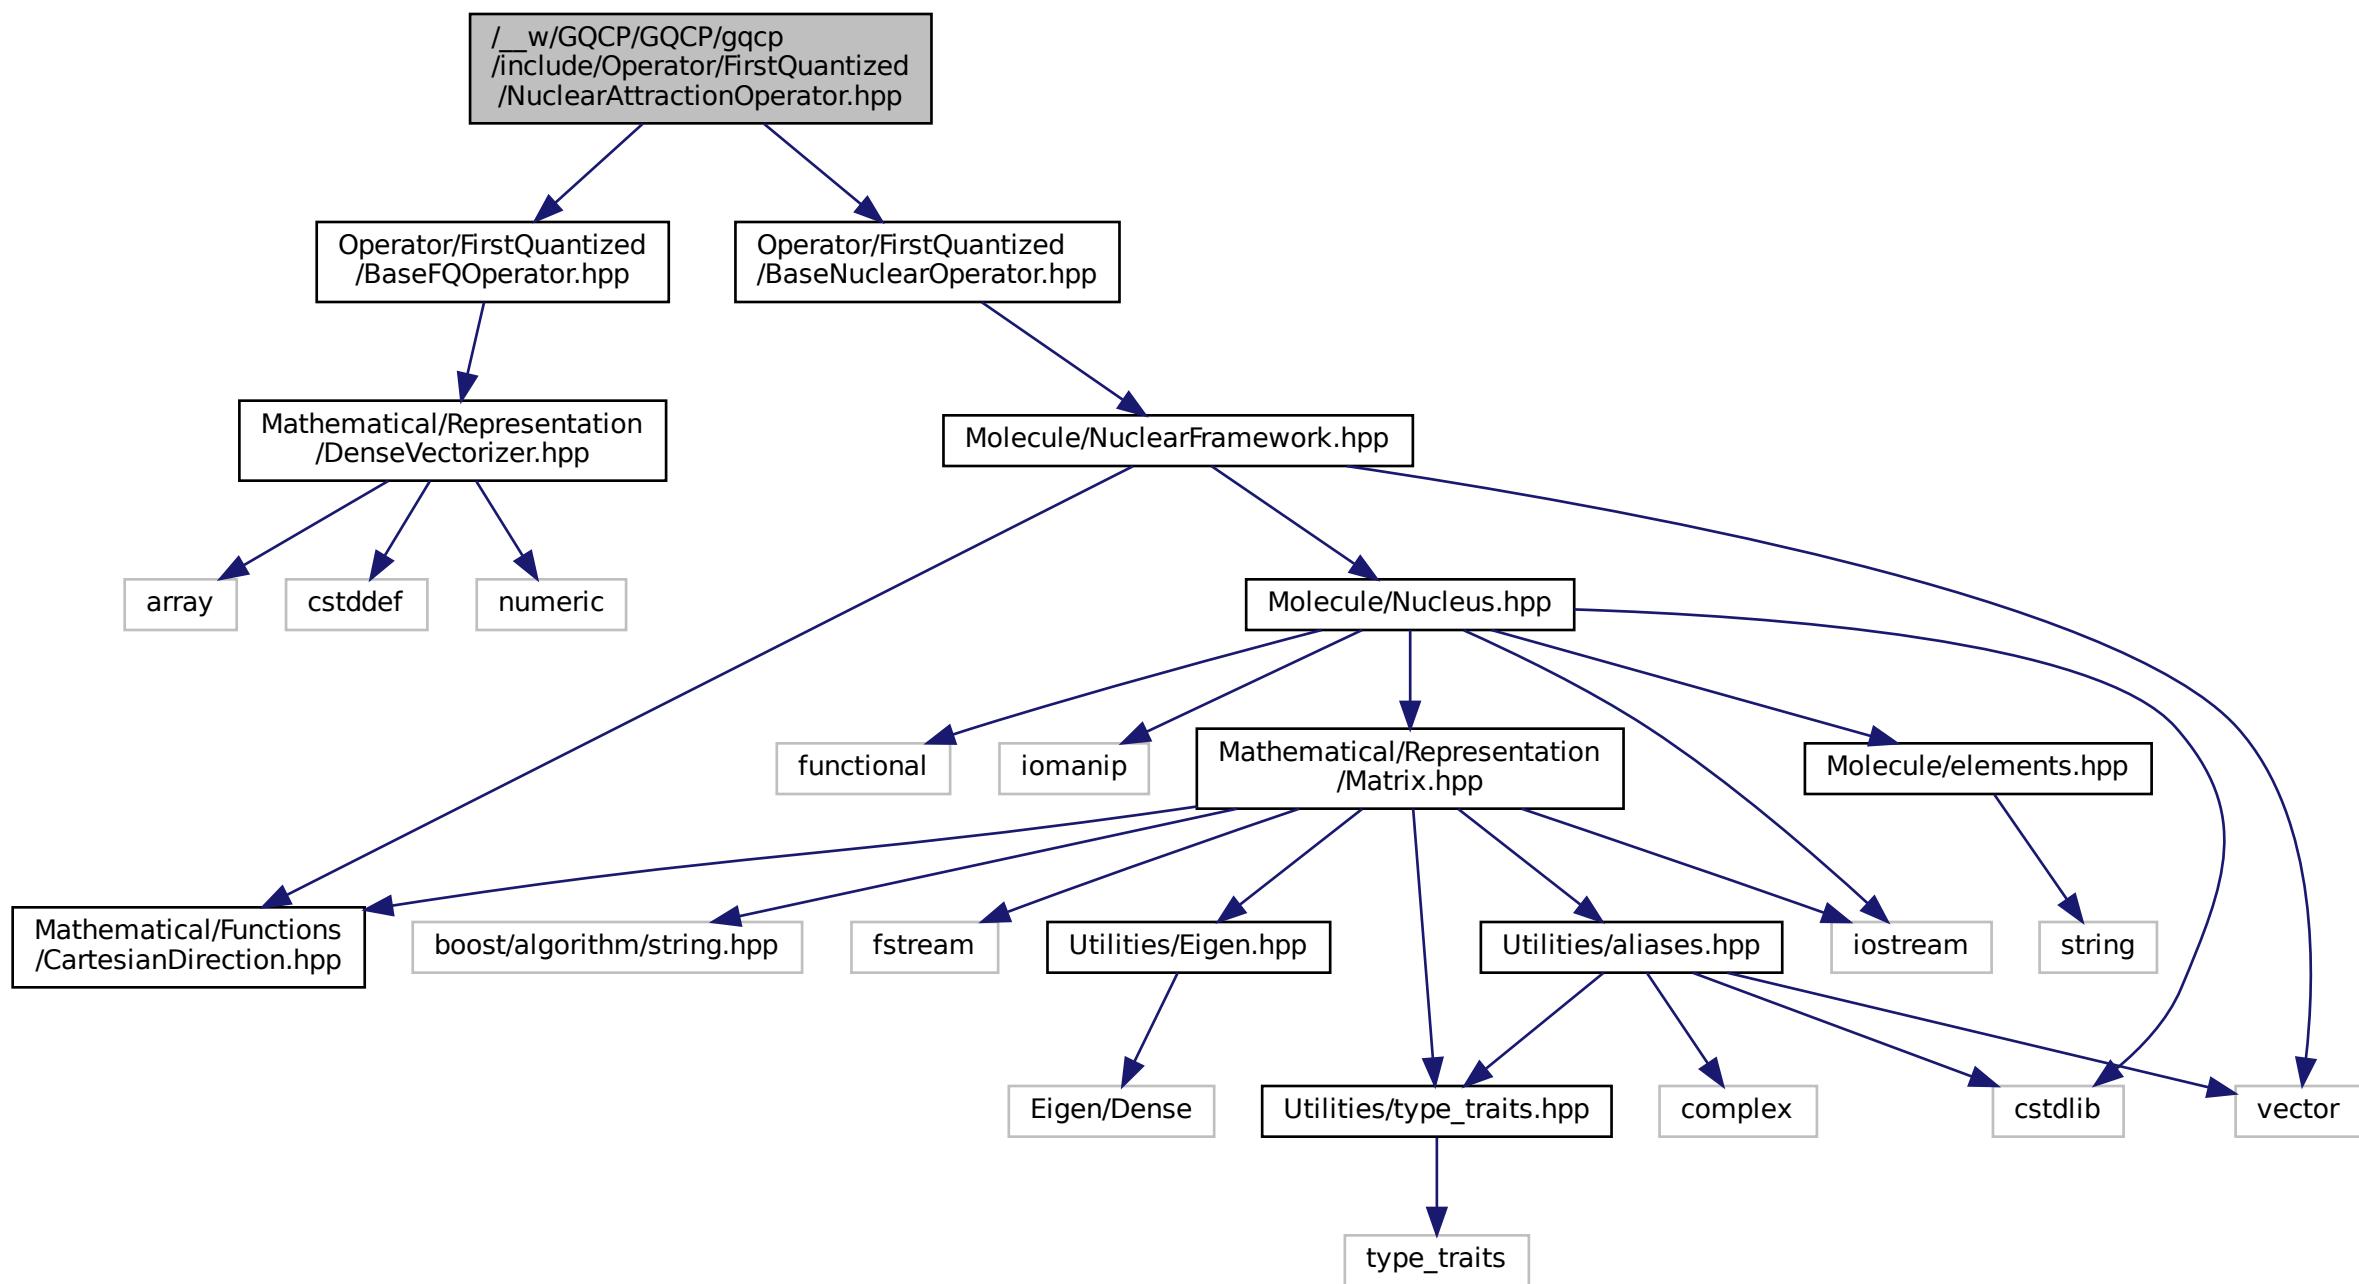 /__w/GQCP/GQCP/gqcp
/include/Operator/FirstQuantized
/NuclearAttractionOperator.hpp
Operator/FirstQuantized
/BaseFQOperator.hpp
Operator/FirstQuantized
/BaseNuclearOperator.hpp
Mathematical/Representation
/DenseVectorizer.hpp
Molecule/NuclearFramework.hpp
array
cstddef
numeric
Molecule/Nucleus.hpp
functional
iomanip
Mathematical/Representation
/Matrix.hpp
Molecule/elements.hpp
Mathematical/Functions
/CartesianDirection.hpp
boost/algorithm/string.hpp
fstream
Utilities/Eigen.hpp
Utilities/aliases.hpp
iostream
string
Eigen/Dense
Utilities/type_traits.hpp
complex
cstdlib
vector
type_traits